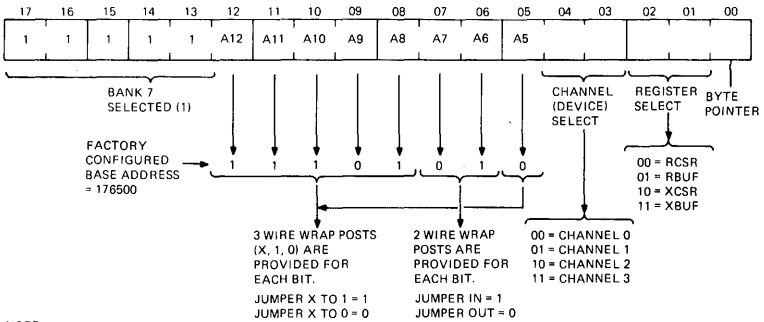 17 16 15 14 13 12 11 10 09 08 07 06 05 04 03 02 01 00
1 1 1 1 1 A12 A11 A10 A9 A8 A7 A6 A5
BANK 7
SELECTED (1)
CHANNEL
(DEVICE)
SELECT
REGISTER
SELECT
BYTE
POINTER
FACTORY
CONFIGURED
BASE ADDRESS
= 176500
1 1 1 0 1 0 1 0
00 = RCSR
01 = RBUF
10 = XCSR
11 = XBUF
3 WIRE WRAP POSTS
(X, 1, 0) ARE
PROVIDED FOR
EACH BIT.
JUMPER X TO 1 = 1
JUMPER X TO 0 = 0
2 WIRE WRAP
POSTS ARE
PROVIDED FOR
EACH BIT.
JUMPER IN = 1
JUMPER OUT = 0
00 = CHANNEL 0
01 = CHANNEL 1
10 = CHANNEL 2
11 = CHANNEL 3